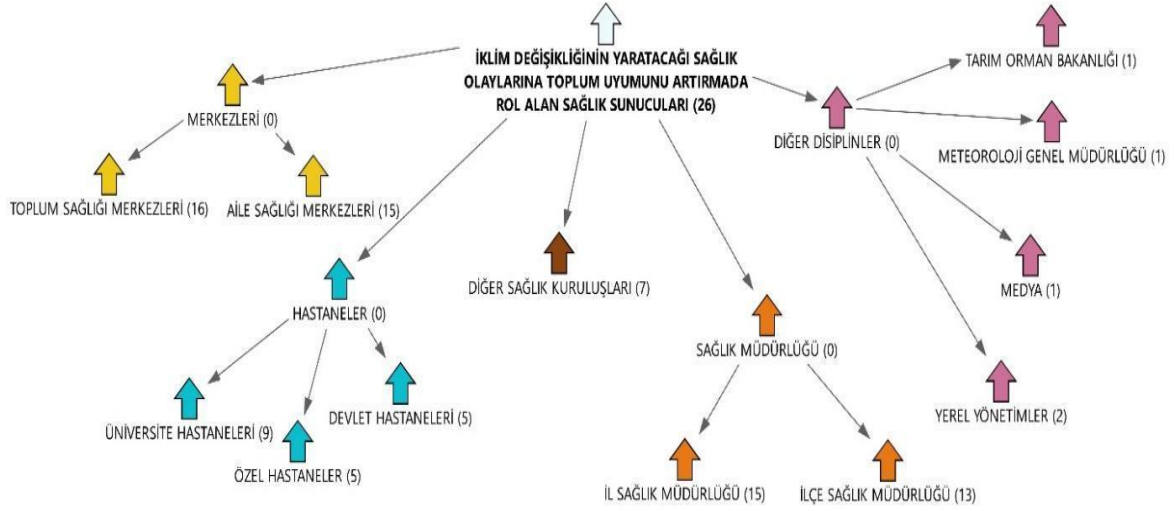 İKLİM DEĞİŞİKLİĞİNİN YARATACAĞI SAĞLIK
OLAYLARINA TOPLUM UYUMUNU ARTIRMADA
ROL ALAN SAĞLIK SUNUCULARI (26)
MERKEZLERİ (0)
TOPLUM SAĞLIĞI MERKEZLERİ (16)
AİLE SAĞLIĞI MERKEZLERİ (15)
HASTANELER (0)
ÜNİVERSİTE HASTANELERİ (9)
ÖZEL HASTANELER (5)
DEVLET HASTANELERİ (5)
DİĞER SAĞLIK KURULUŞLARI (7)
SAĞLIK MÜDÜRLÜĞÜ (0)
İL SAĞLIK MÜDÜRLÜĞÜ (15)
İLÇE SAĞLIK MÜDÜRLÜĞÜ (13)
DİĞER DİSİPLİNLER (0)
TARIM ORMAN BAKANLIĞI (1)
METEOROLOJİ GENEL MÜDÜRLÜĞÜ (1)
MEDYA (1)
YEREL YÖNETİMLER (2)